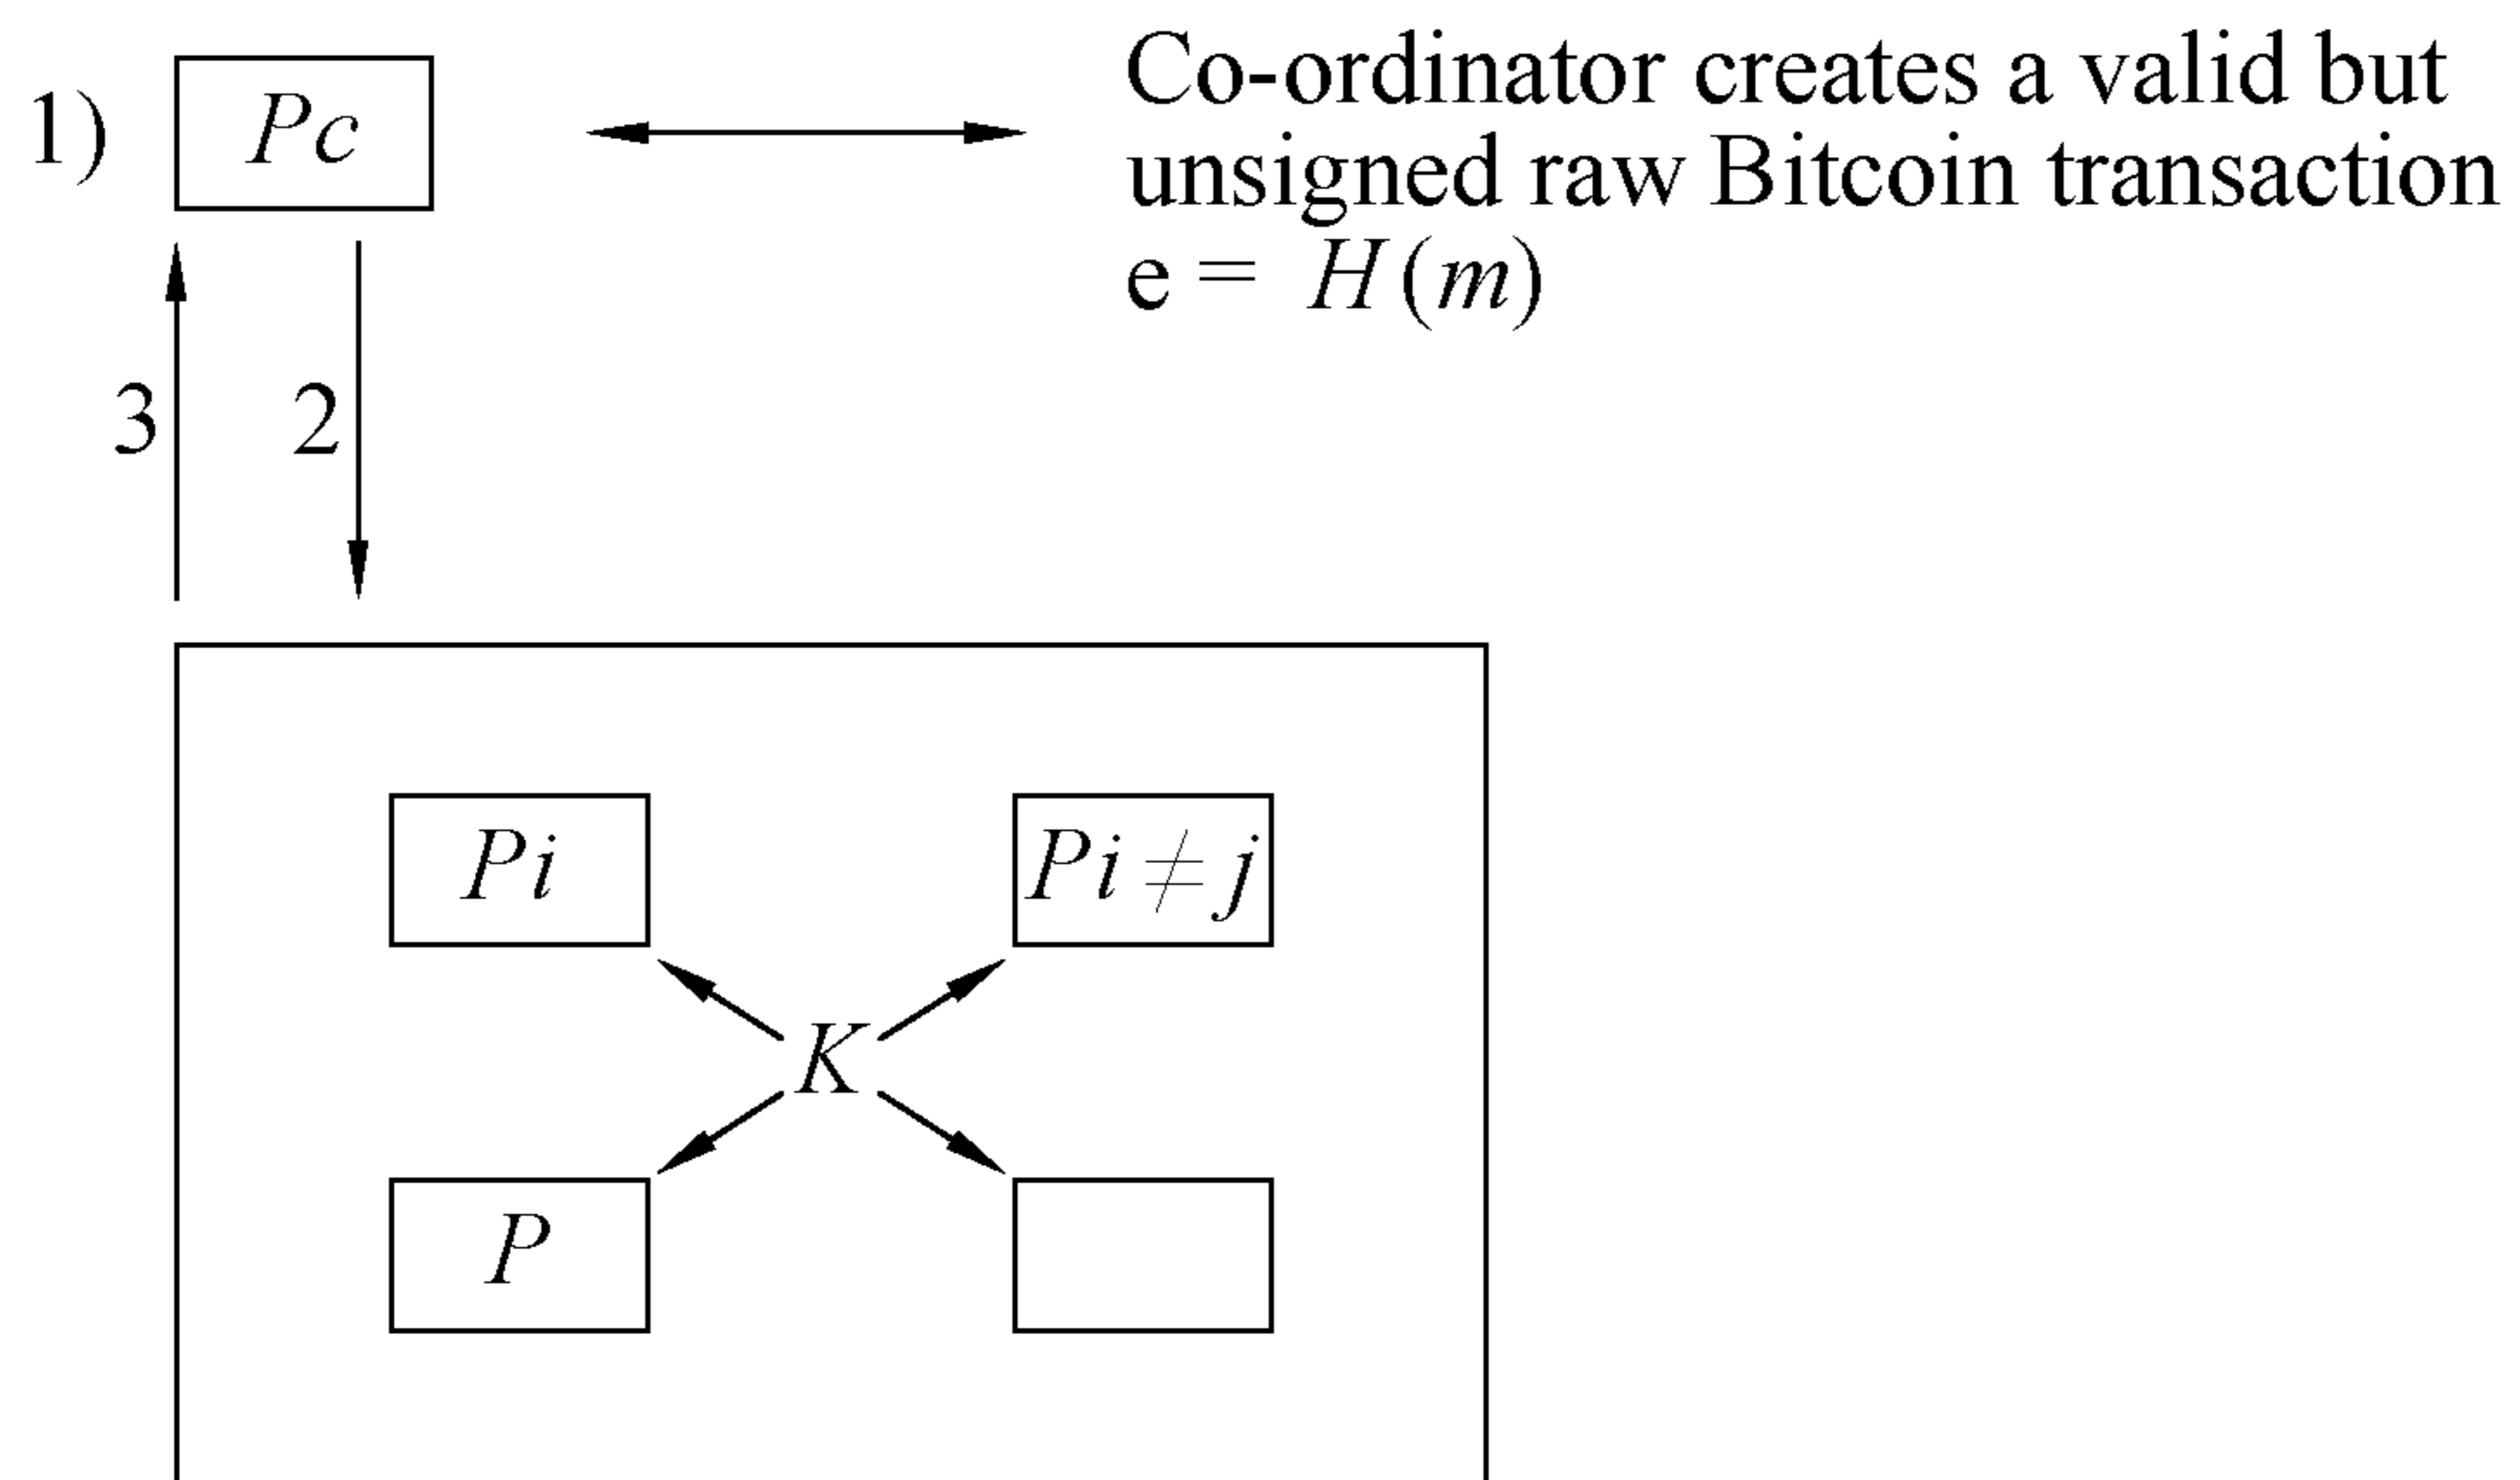 1) Pc
Co-ordinator creates a valid but
unsigned raw Bitcoin transaction
e = H(m)
3 2
Pi Pi ≠ j
K
P